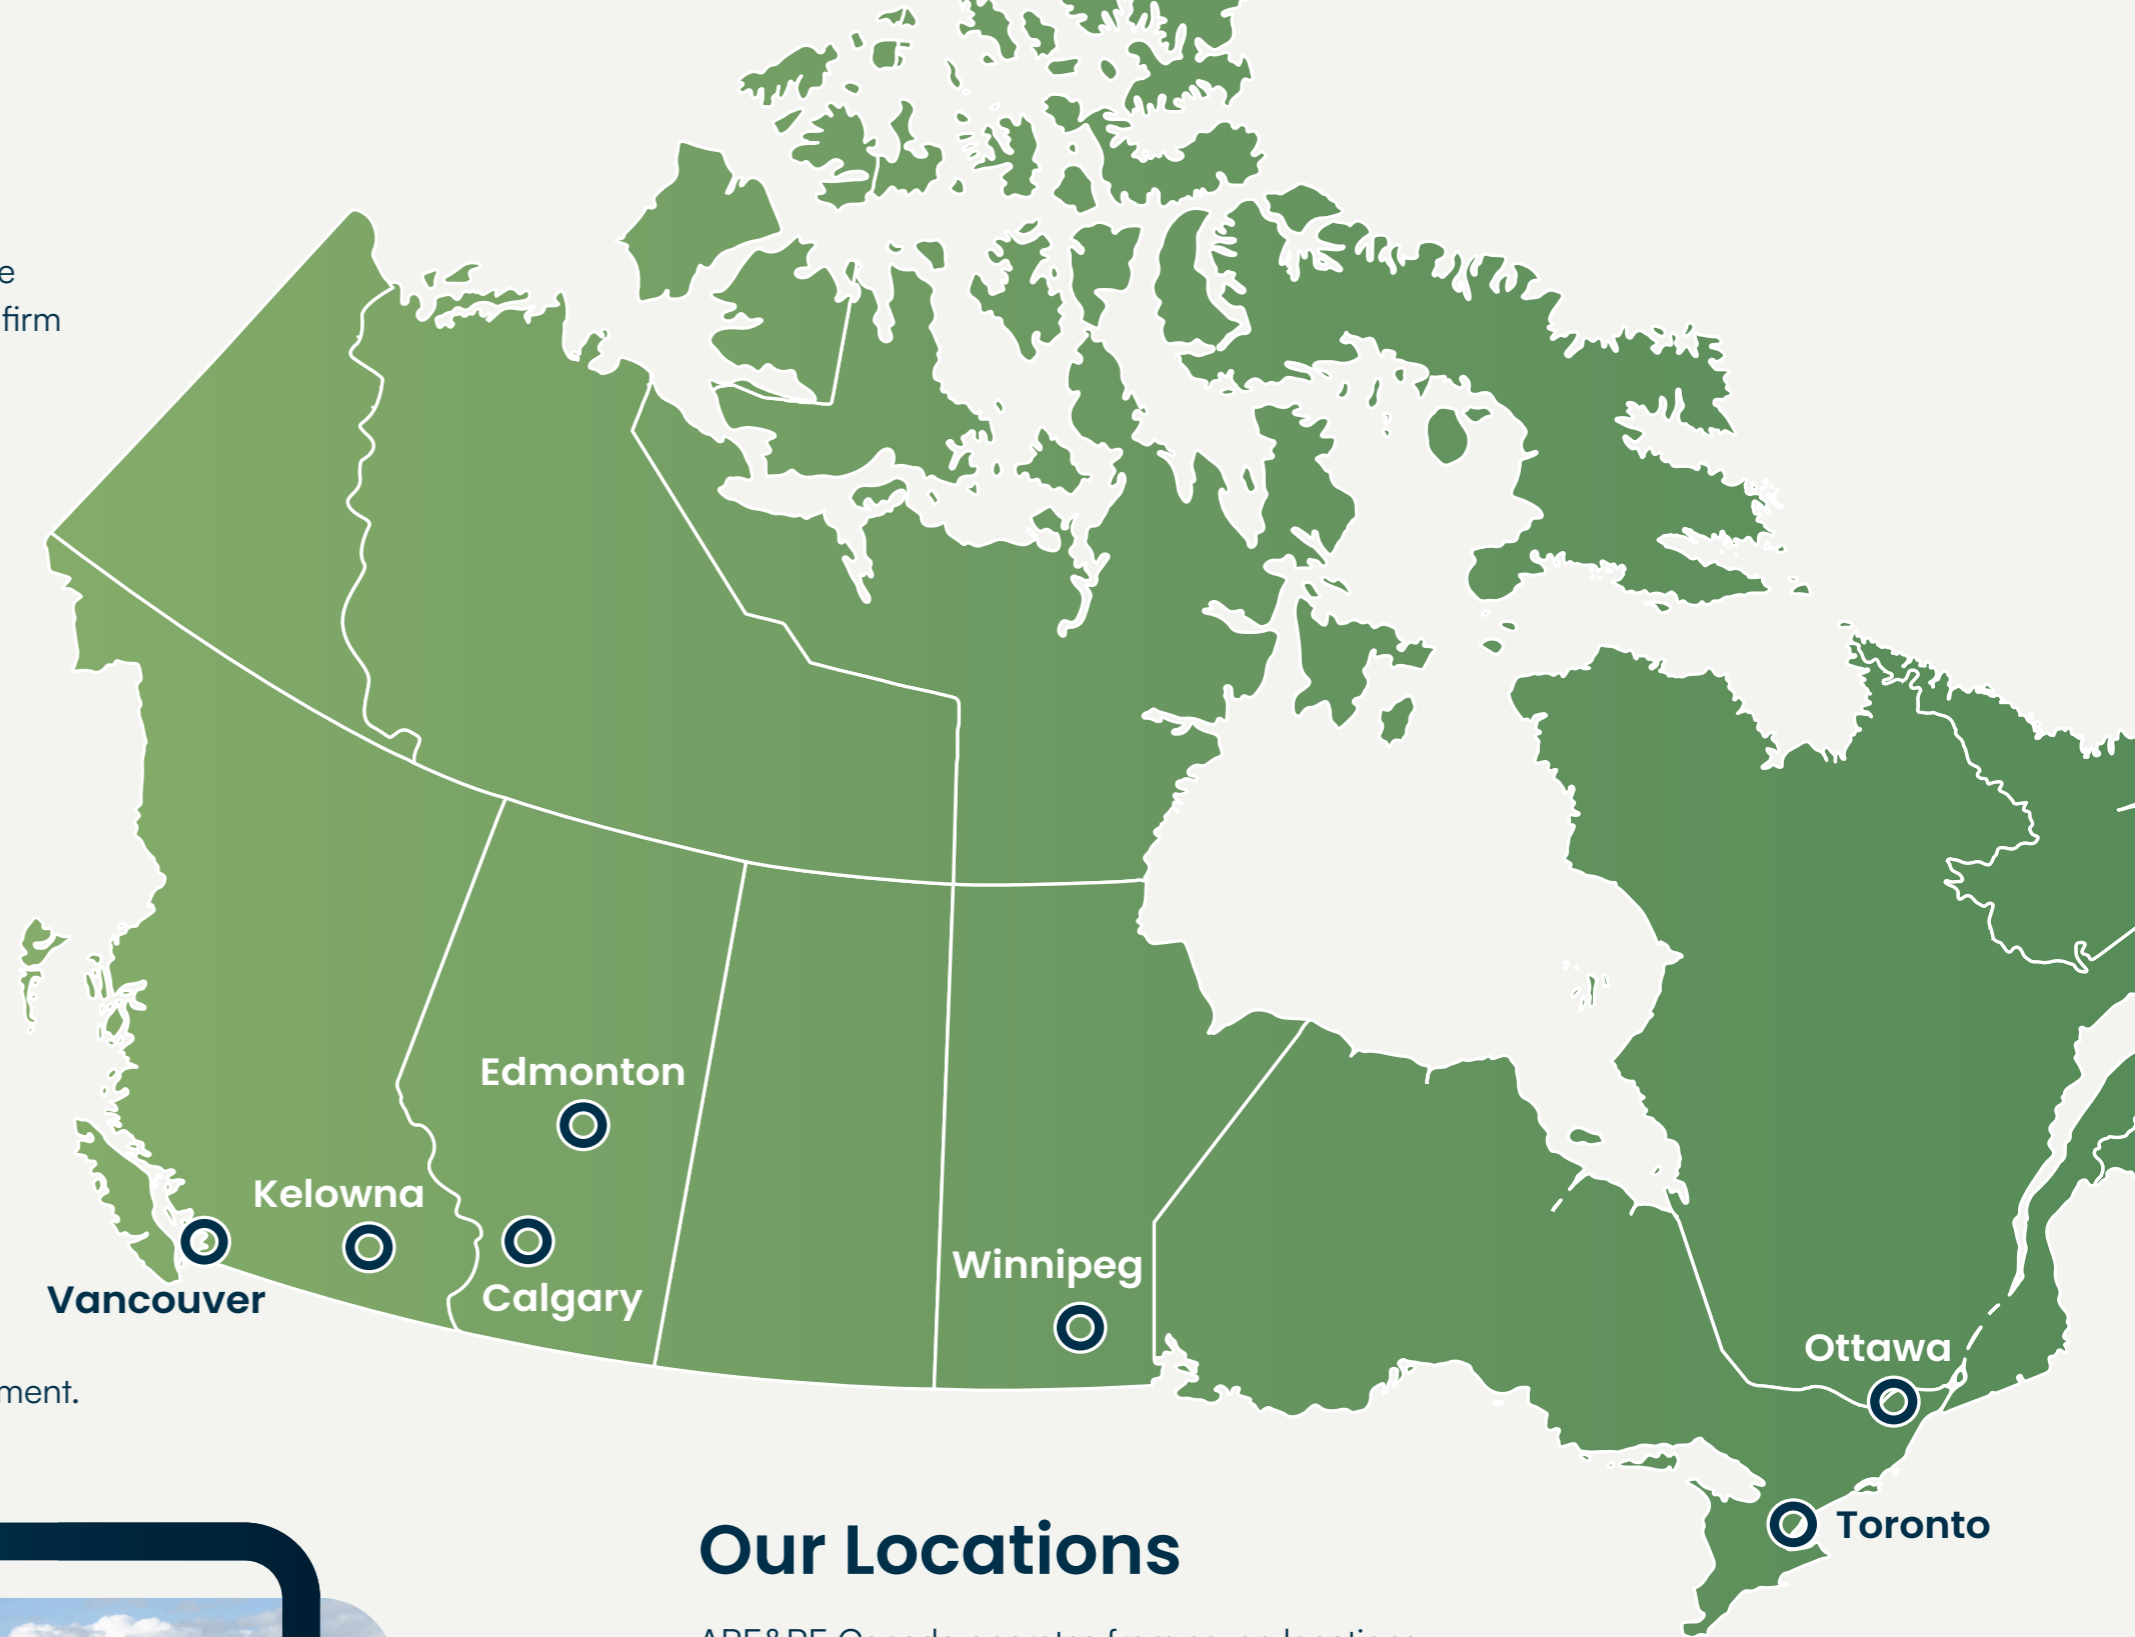 e
firm
Edmonton
Kelowna
Calgary
Vancouver
Winnipeg
Ottawa
Toronto
ment.
Our Locations